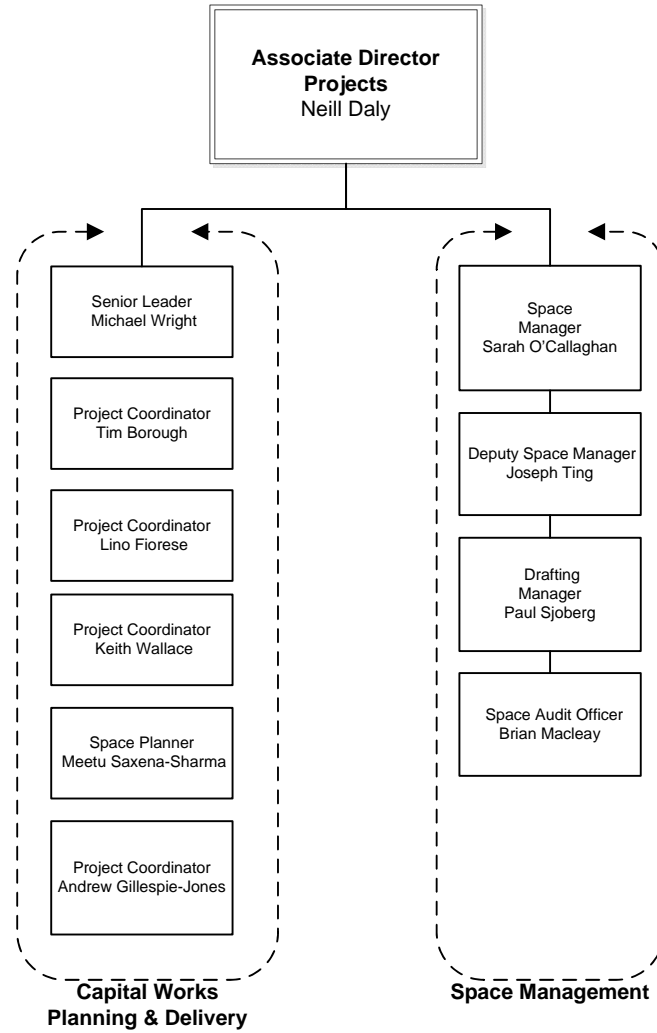 Associate Director
Projects
Neill Daly
Senior Leader
Michael Wright
Project Coordinator
Tim Borough
Project Coordinator
Lino Fiorese
Project Coordinator
Keith Wallace
Space Planner
Meetu Saxena-Sharma
Project Coordinator
Andrew Gillespie-Jones
Capital Works
Planning & Delivery
Space
Manager
Sarah O’Callaghan
Deputy Space Manager
Joseph Ting
Drafting
Manager
Paul Sjoberg
Space Audit Officer
Brian Macleay
Space Management